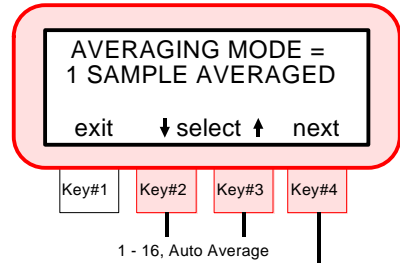 AVERAGING MODE =
1 SAMPLE AVERAGED
exit ↓ select ↑ next
Key#1 Key#2 Key#3 Key#4
1 - 16, Auto Average